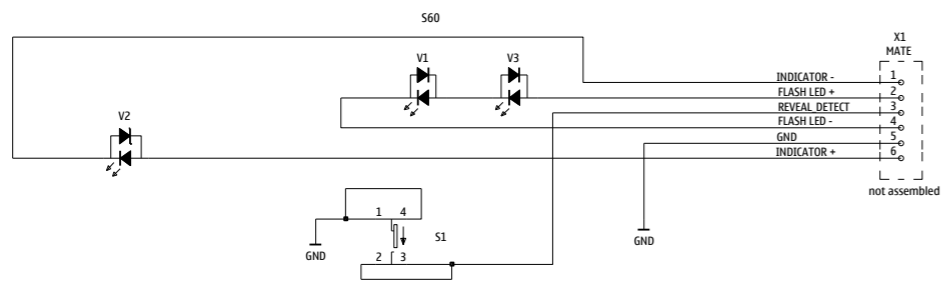 S60
X1
MATE
V1
V3
INDICATOR - 1
FLASH LED + 2
REVEAL_DETECT 3
FLASH LED - 4
GND 5
INDICATOR + 6
not assembled
V2
1 4
S1
GND
2 3
GND